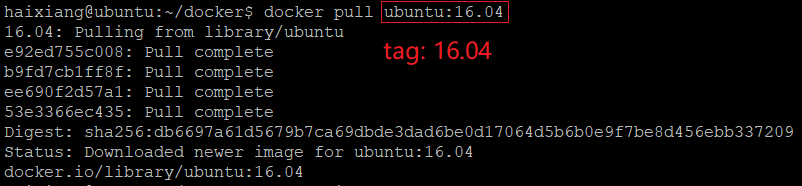 haixiang@ubuntu:~/docker$ docker pull ubuntu:16.04
16.04: Pulling from library/ubuntu
e92ed755c008: Pull complete
b9fd7cb1ff8f: Pull complete
ee690f2d57a1: Pull complete
53e3366ec435: Pull complete
tag: 16.04
Digest: sha256:db6697a61d5679b7ca69dbde3dad6be0d17064d5b6b0e9f7be8d456ebb337209
Status: Downloaded newer image for ubuntu:16.04
docker.io/library/ubuntu:16.04